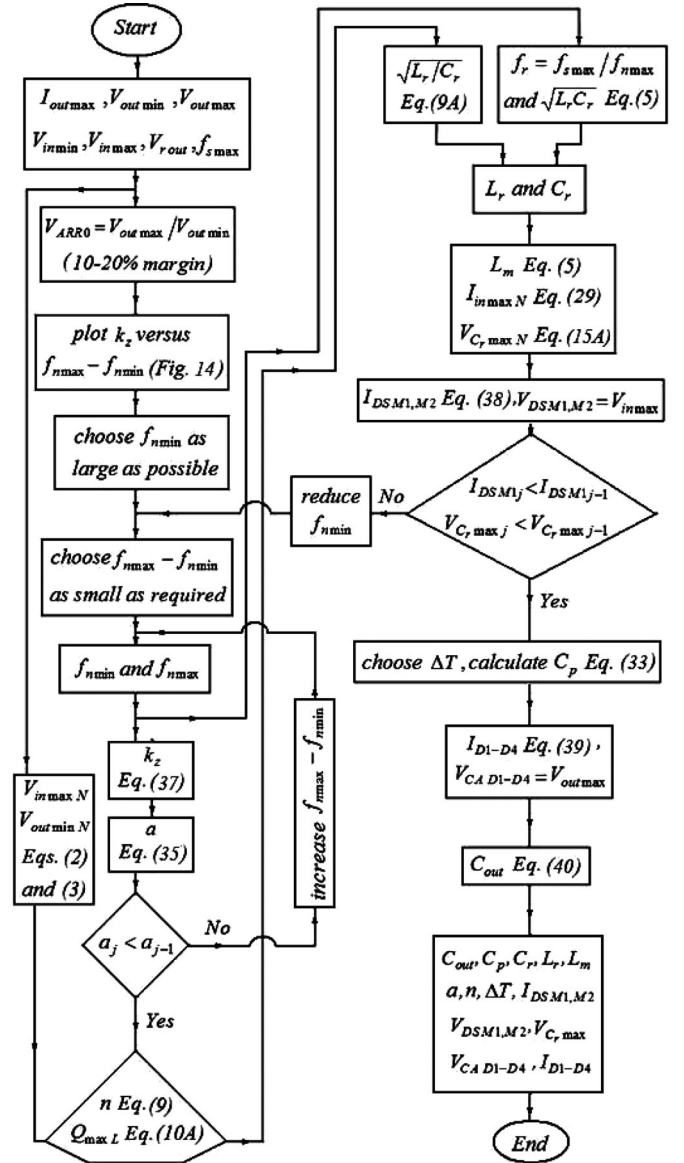 Start
I_outmax, V_outmin, V_outmax
V_inmin, V_inmax, V_r out, f_smax
V_ARR0 = V_outmax/V_outmin
(10-20% margin)
plot k_z versus
f_nmax − f_nmin (Fig. 14)
choose f_nmin as
large as possible
choose f_nmax − f_nmin
as small as required
f_nmin and f_nmax
k_z
Eq. (37)
a
Eq. (35)
a_j < a_j−1
No
increase f_nmax − f_nmin
Yes
V_inmax N
V_outmin N
Eqs. (2)
and (3)
n Eq. (9)
Q_max L Eq. (10A)
√L_r/C_r
Eq. (9A)
f_r = f_smax/f_nmax
and √L_rC_r Eq. (5)
L_r and C_r
L_m Eq. (5)
I_inmax N Eq. (29)
V_C_r max N Eq. (15A)
I_DSM1,M2 Eq. (38), V_DSM1,M2 = V_inmax
I_DSM1j < I_DSM1j−1
V_C_r max j < V_C_r max j−1
No
reduce
f_nmin
Yes
choose ΔT, calculate C_p Eq. (33)
I_D1−D4 Eq. (39),
V_CA D1−D4 = V_outmax
C_out Eq. (40)
C_out, C_p, C_r, L_r, L_m
a, n, ΔT, I_DSM1,M2
V_DSM1,M2, V_C_r max
V_CA D1−D4, I_D1−D4
End